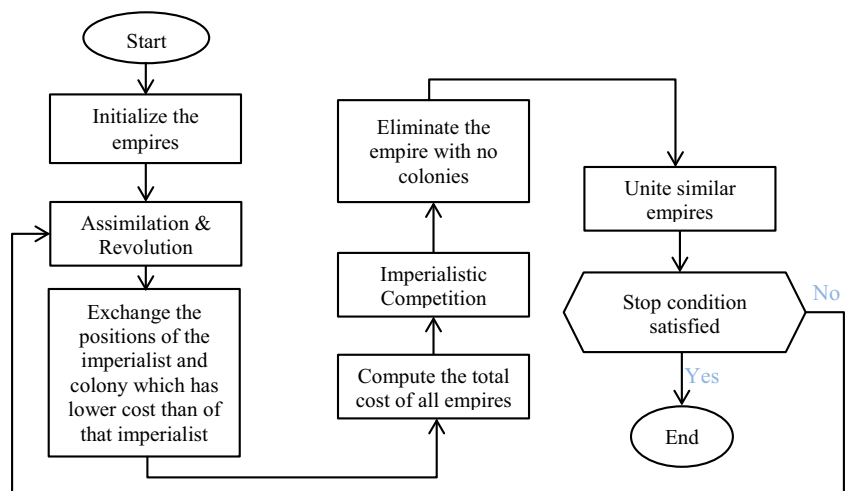 Start
Initialize the
empires
Assimilation &
Revolution
Exchange the
positions of the
imperialist and
colony which has
lower cost than of
that imperialist
Compute the total
cost of all empires
Imperialistic
Competition
Eliminate the
empire with no
colonies
Unite similar
empires
Stop condition
satisfied
No
Yes
End